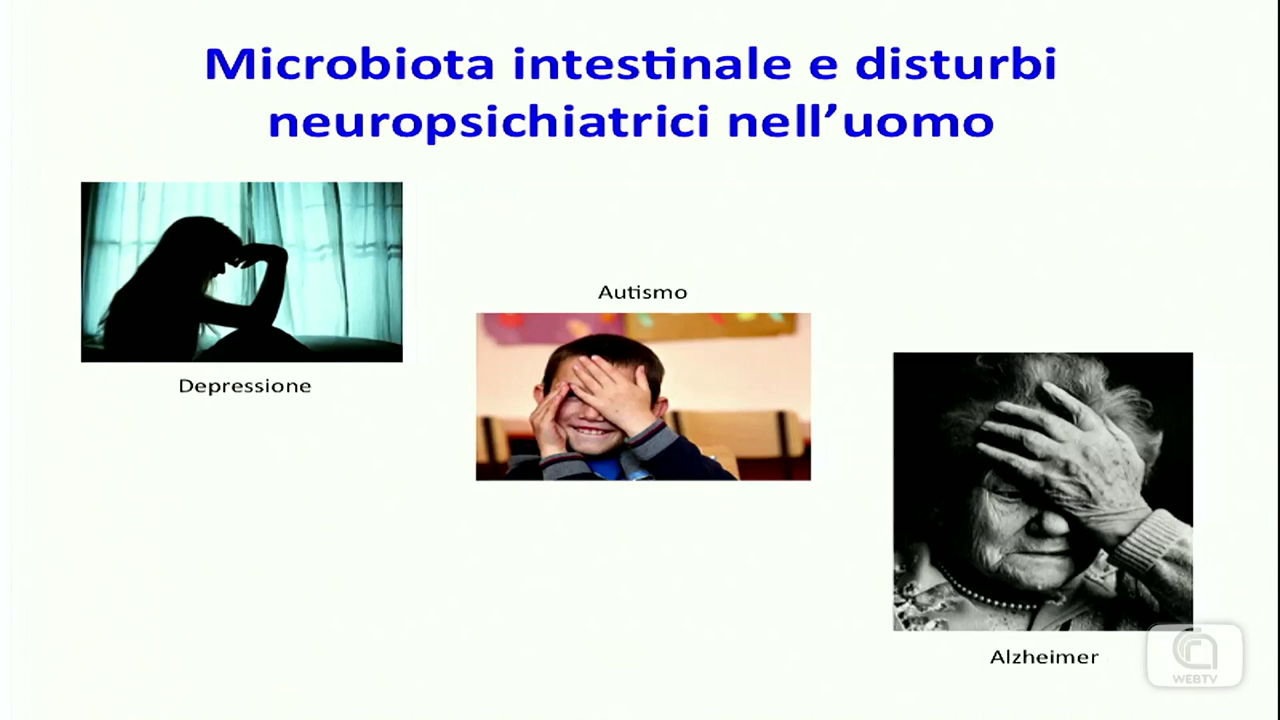 Microbiota intestinale e disturbi
neuropsichiatrici nell’uomo
Autismo
Depressione
Alzheimer
WEBTV